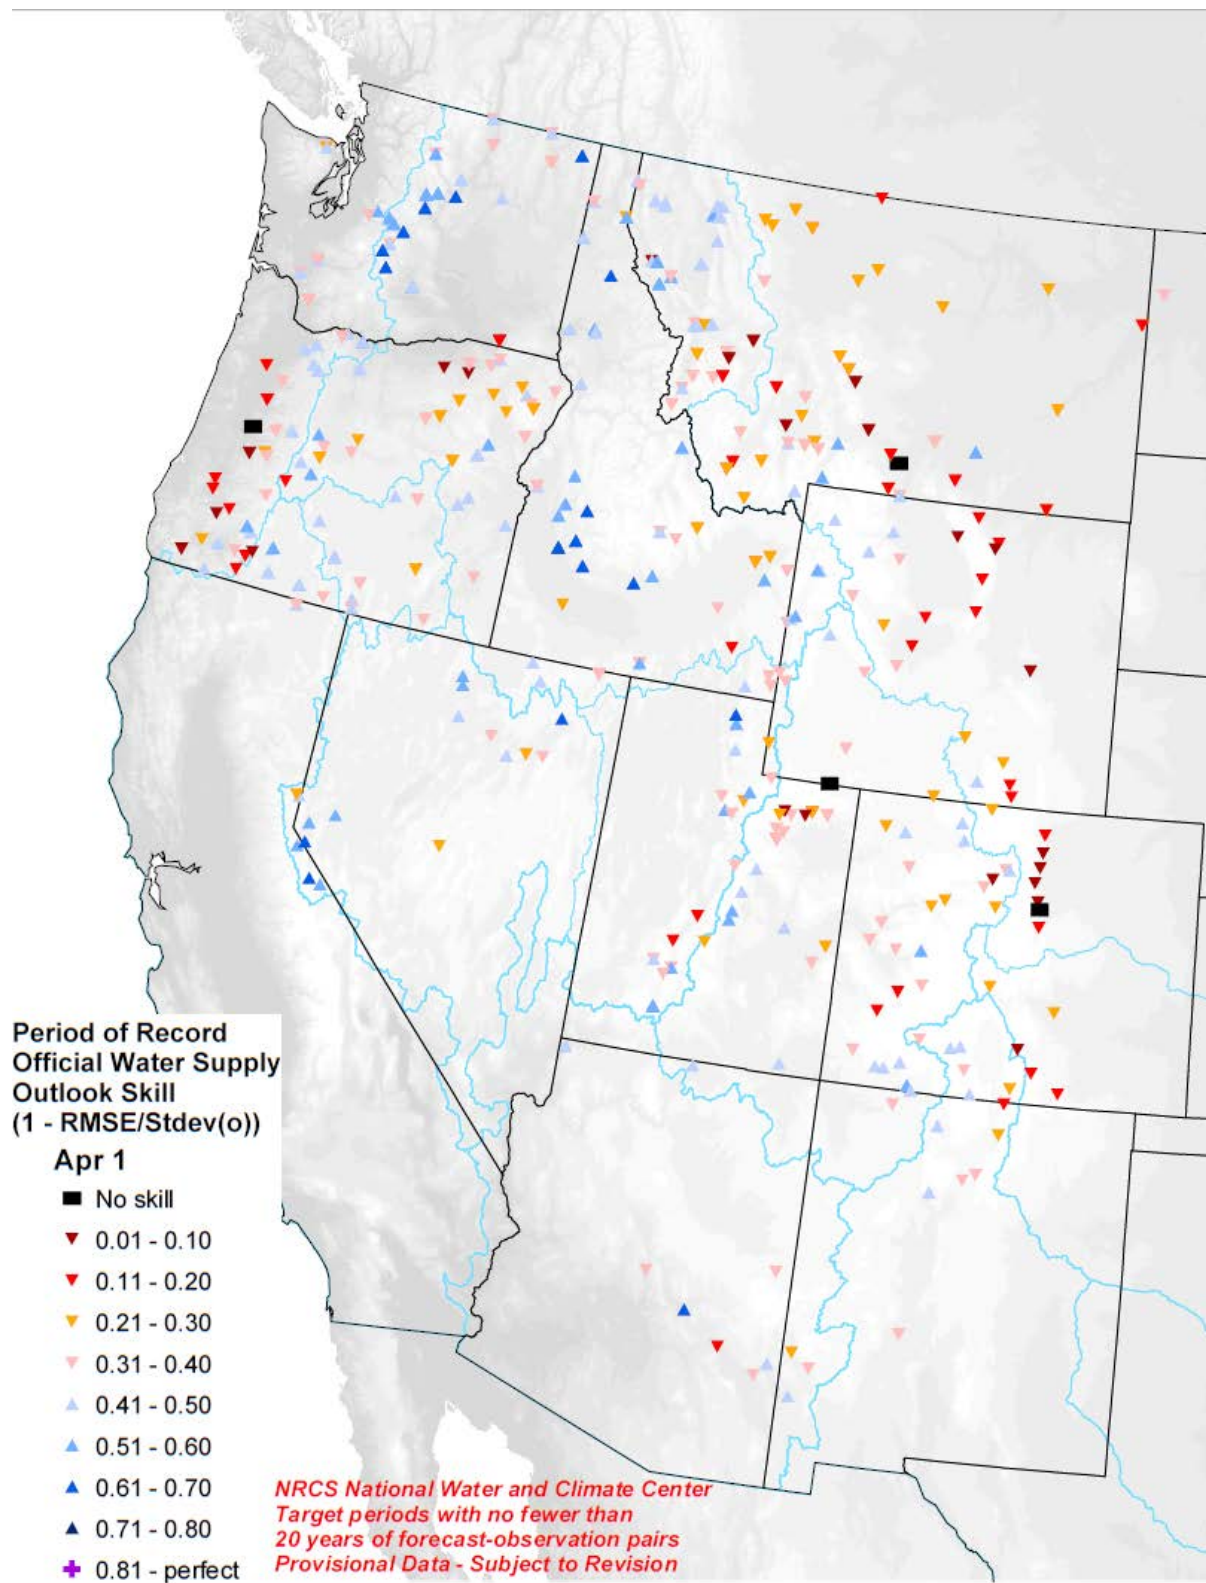 Period of Record
Official Water Supply
Outlook Skill
(1 - RMSE/Stdev(o))
Apr 1
No skill
0.01 - 0.10
0.11 - 0.20
0.21 - 0.30
0.31 - 0.40
0.41 - 0.50
0.51 - 0.60
0.61 - 0.70
0.71 - 0.80
0.81 - perfect
NRCS National Water and Climate Center
Target periods with no fewer than
20 years of forecast-observation pairs
Provisional Data - Subject to Revision